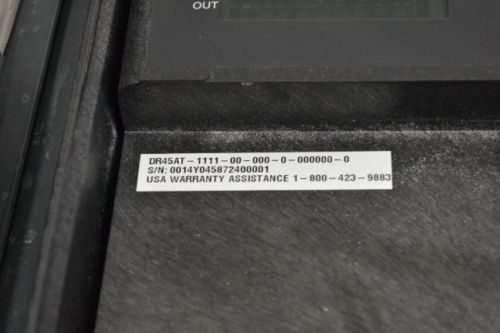 OUT
DR45AT-1111-00-000-0-000000-0
S/N: 0014Y045872400001
USA WARRANTY ASSISTANCE 1-800-423-9883